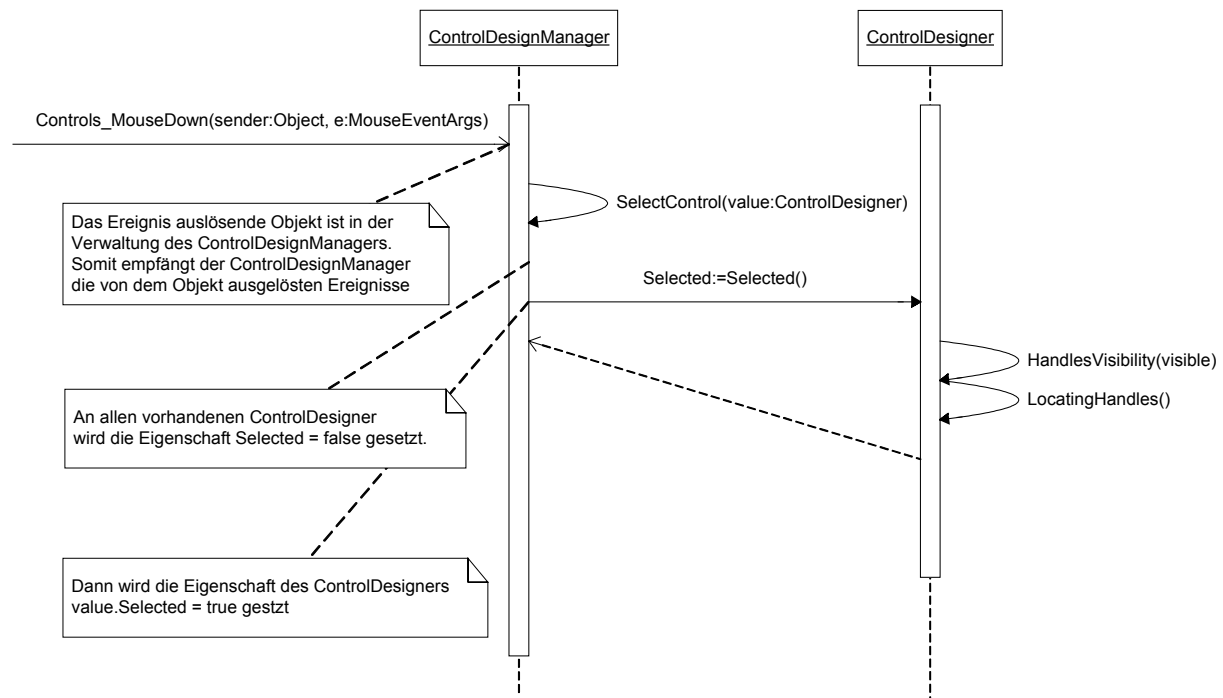 ControlDesignManager
ControlDesigner
Controls_MouseDown(sender:Object, e:MouseEventArgs)
SelectControl(value:ControlDesigner)
Das Ereignis auslösende Objekt ist in der
Verwaltung des ControlDesignManagers.
Somit empfängt der ControlDesignManager
die von dem Objekt ausgelösten Ereignisse
Selected:=Selected()
HandlesVisibility(visible)
LocatingHandles()
An allen vorhandenen ControlDesigner
wird die Eigenschaft Selected = false gesetzt.
Dann wird die Eigenschaft des ControlDesigners
value.Selected = true gestzt